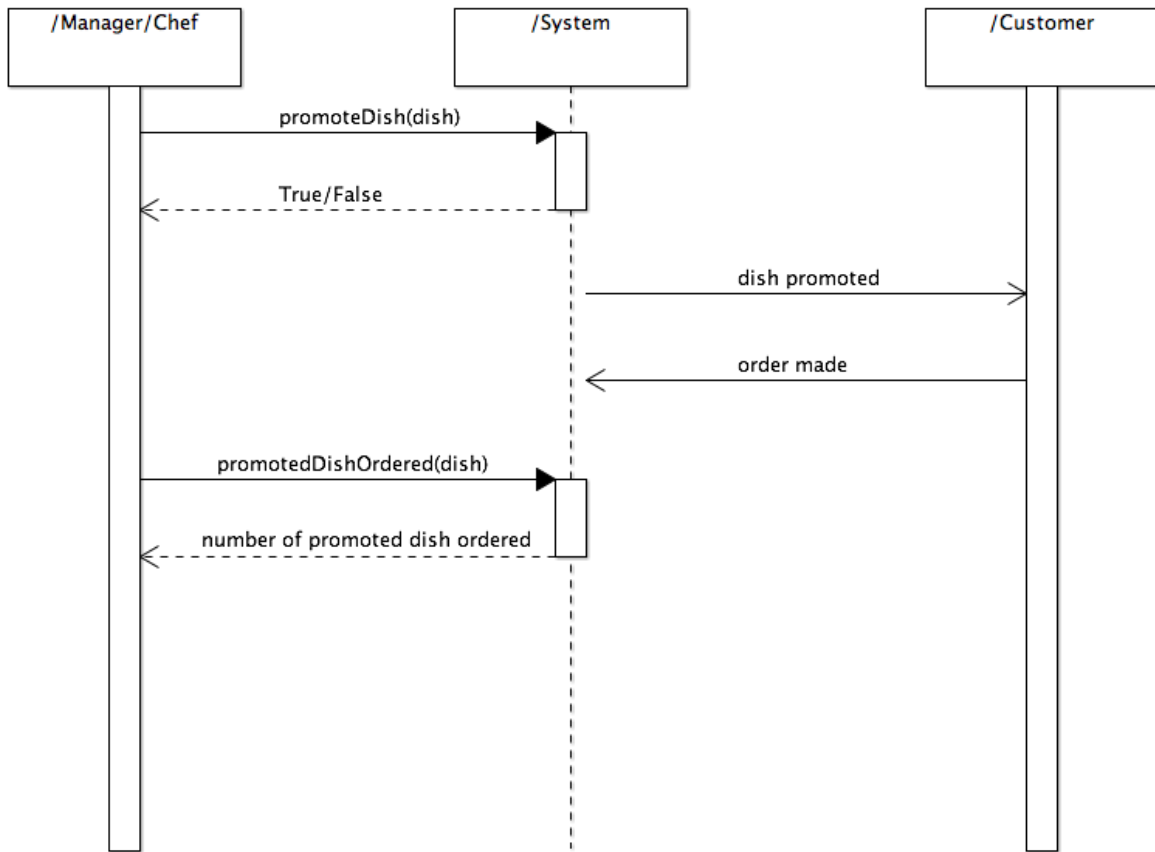 /Manager/Chef
/System
/Customer
promoteDish(dish)
True/False
dish promoted
order made
promotedDishOrdered(dish)
number of promoted dish ordered